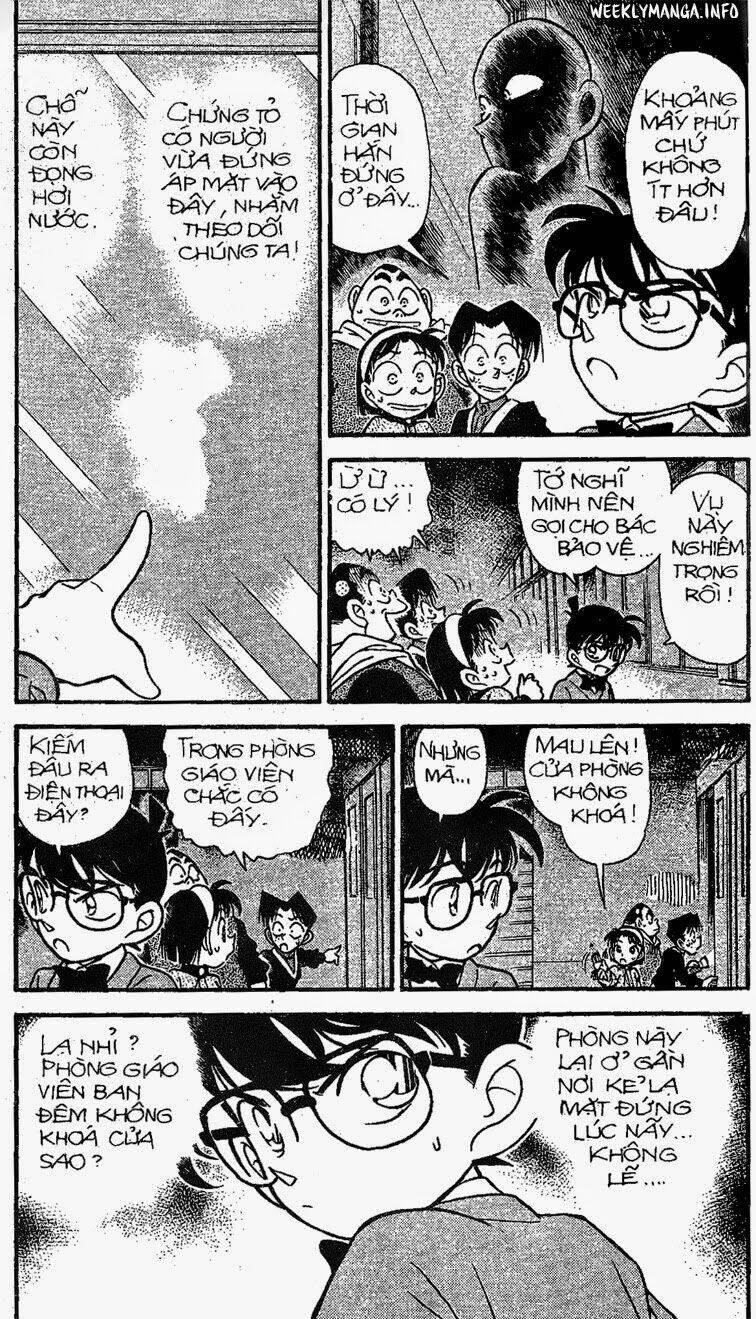 WEEKLYMANGA.INFO
CHỖ
NÀY
CÒN
ĐỌNG
HƠI
NƯỚC.
CHỨNG TỎ
CÓ NGƯỜI
VỪA ĐỨNG
ÁP MẶT VÀO
ĐÂY, NHẰM
THEO DÕI
CHÚNG TA!
THỜI
GIAN
HẮN
ĐỨNG
Ở ĐÂY...
KHOẢNG
MẤY PHÚT
CHỨ
KHÔNG
ÍT HƠN
ĐÂU!
Ừ Ừ...
CÓ LÝ!
TỚ NGHĨ
MÌNH NÊN
GỌI CHO BÁC
BẢO VỆ...
VỤ
NÀY
NGHIÊM
TRỌNG
RỒI!
KIẾM
ĐÂU RA
ĐIỆN THOẠI
ĐÂY?
TRONG PHÒNG
GIÁO VIÊN
CHẮC CÓ
ĐẤY.
NHƯNG
MÀ...
MAU LÊN!
CỬA PHÒNG
KHÔNG
KHOÁ!
LẠ NHỈ?
PHÒNG GIÁO
VIÊN BAN
ĐÊM KHÔNG
KHOÁ CỬA
SAO?
PHÒNG NÀY
LẠI Ở GẦN
NƠI KẺ LẠ
MẶT ĐỨNG
LÚC NÃY...
KHÔNG
LẼ....